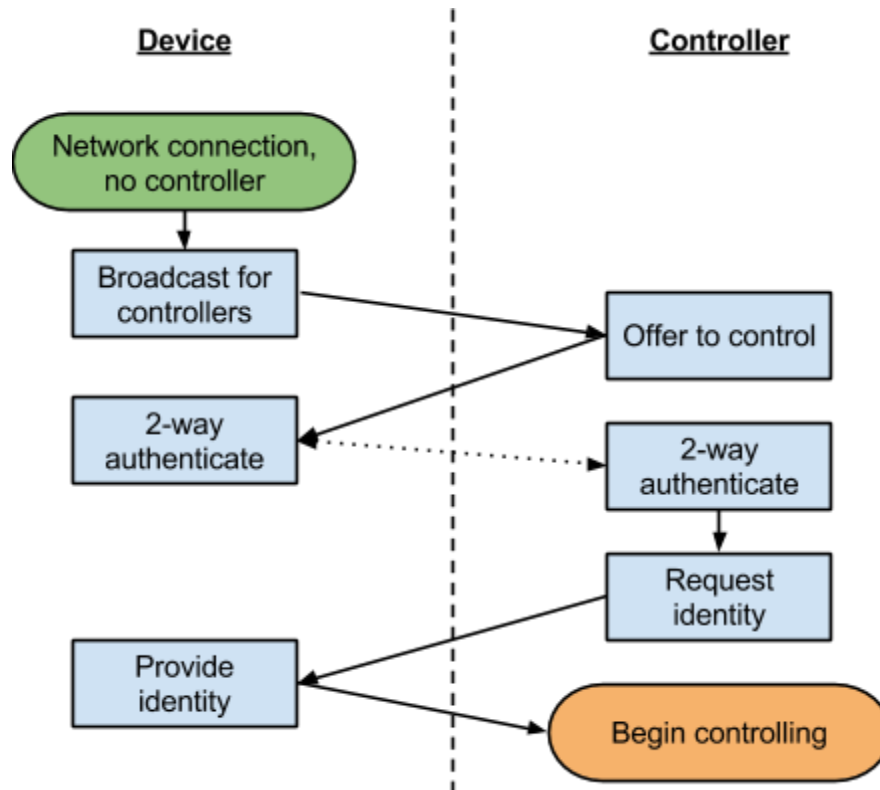 Device
Controller
Network connection,
no controller
Broadcast for
controllers
Offer to control
2-way
authenticate
2-way
authenticate
Request
identity
Provide
identity
Begin controlling